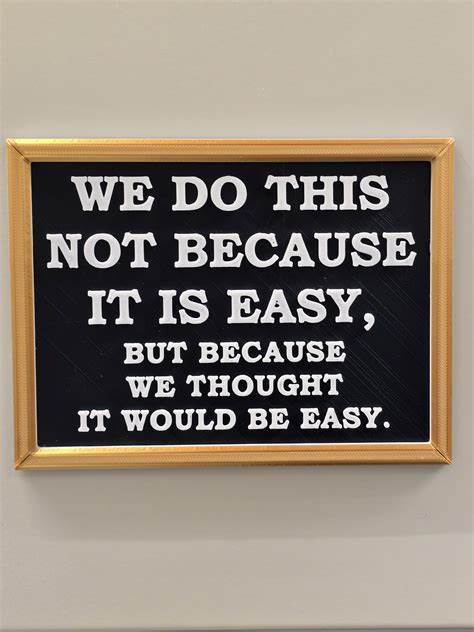 WE DO THIS
NOT BECAUSE
IT IS EASY,
BUT BECAUSE
WE THOUGHT
IT WOULD BE EASY.